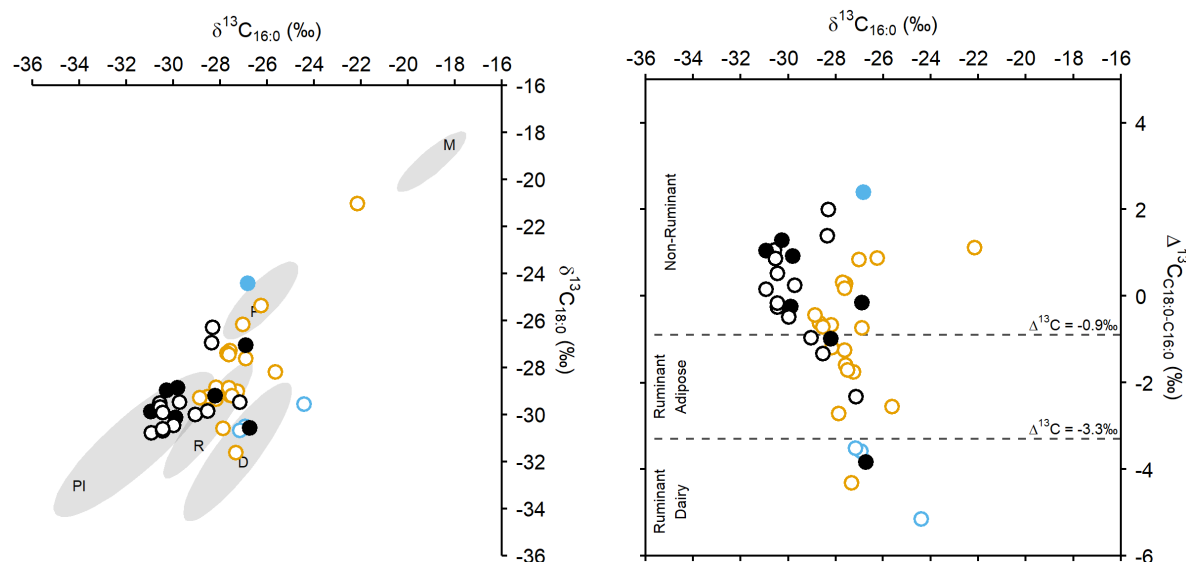 δ13C16:0 (‰)
-36 -34 -32 -30 -28 -26 -24 -22 -20 -18 -16
-16
-18
-20
-22
-24
-26
-28
-30
-32
-34
-36
δ13C18:0 (‰)
M
P
R
D
PI
δ13C16:0 (‰)
-36 -34 -32 -30 -28 -26 -24 -22 -20 -18 -16
4
2
0
-2
-4
-6
Δ13CC18:0-C16:0 (‰)
Non-Ruminant
Ruminant
Adipose
Ruminant
Dairy
Δ13C = -0.9‰
Δ13C = -3.3‰